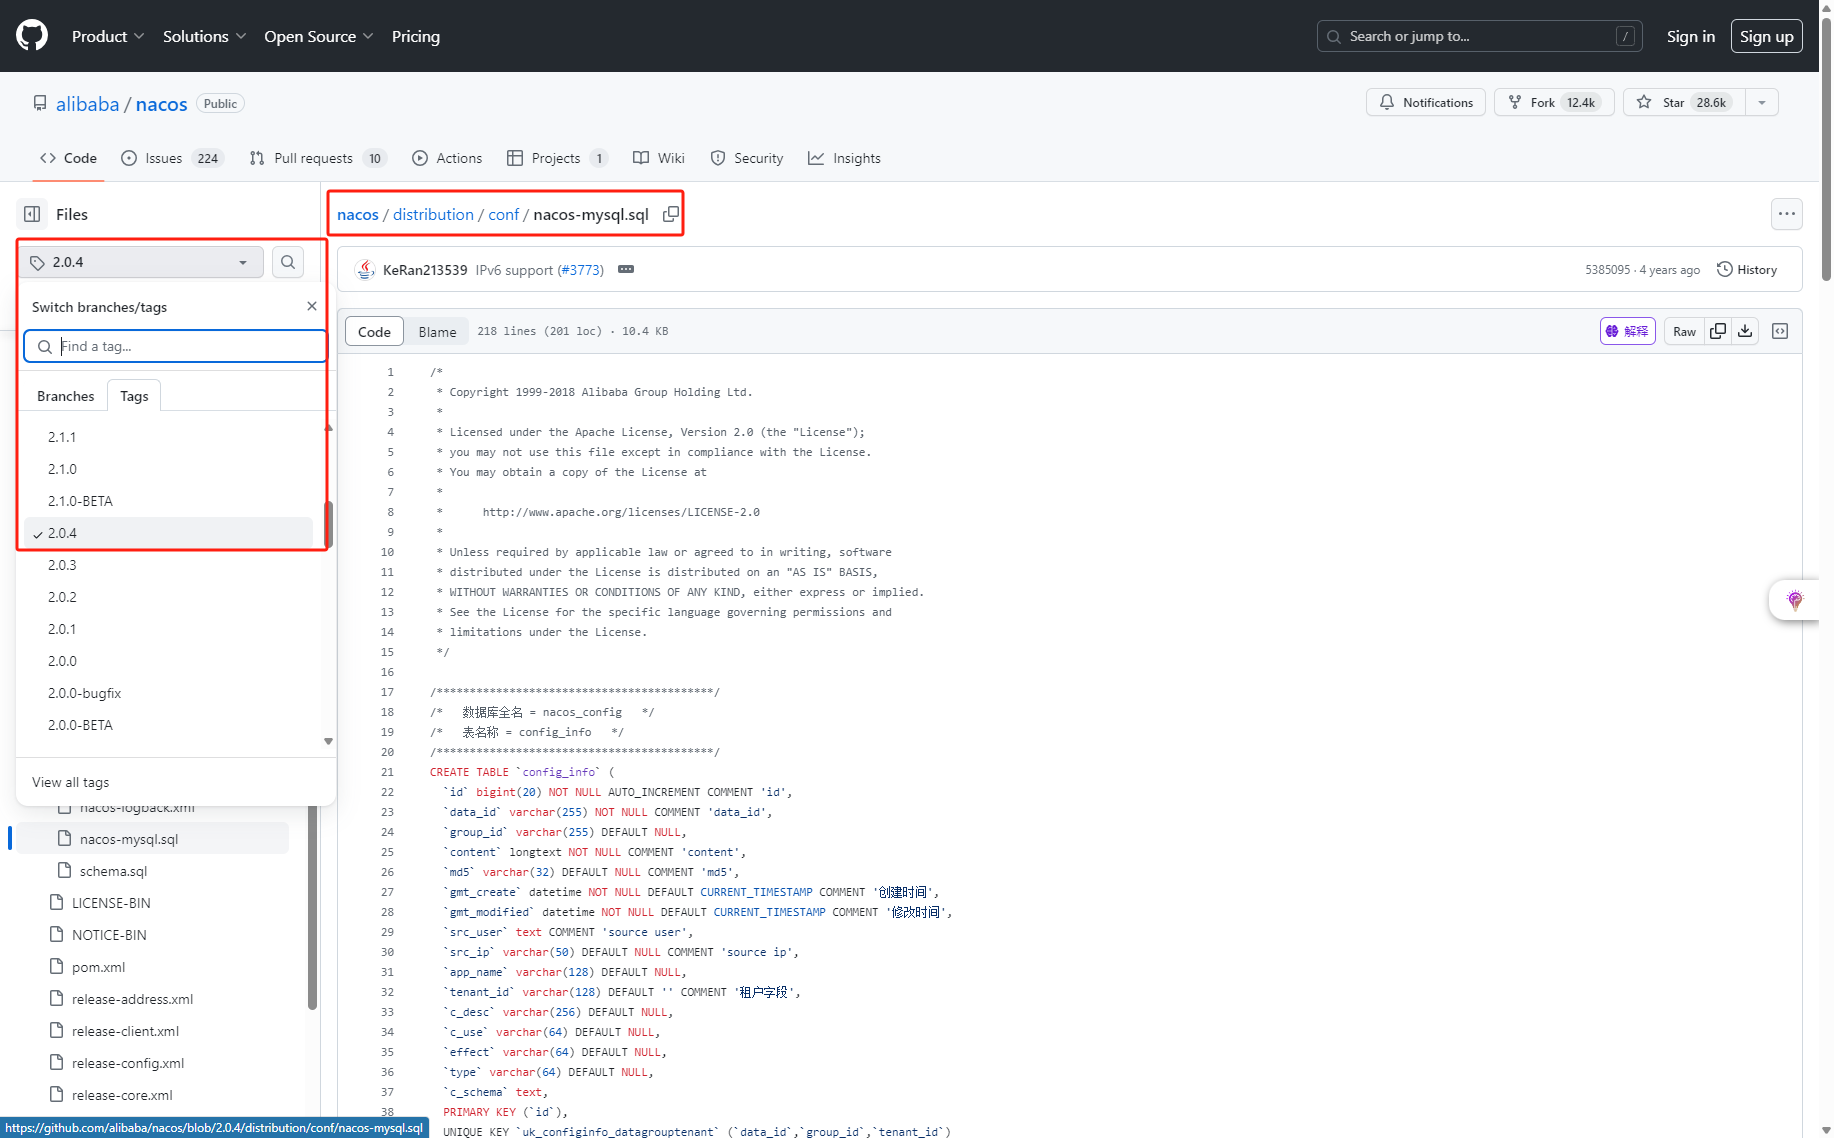 Product
Solutions
Open Source
Pricing
Search or jump to...
/
Sign in
Sign up
alibaba / nacos
Public
Notifications
Fork 12.4k
Star 28.6k
Code
Issues 224
Pull requests 10
Actions
Projects 1
Wiki
Security
Insights
Files
nacos / distribution / conf / nacos-mysql.sql
2.0.4
KeRan213539 IPv6 support (#3773)
5385095 · 4 years ago
History
Switch branches/tags
Find a tag...
Branches
Tags
2.1.1
2.1.0
2.1.0-BETA
2.0.4
2.0.3
2.0.2
2.0.1
2.0.0
2.0.0-bugfix
2.0.0-BETA
View all tags
nacos-logback.xml
nacos-mysql.sql
schema.sql
LICENSE-BIN
NOTICE-BIN
pom.xml
release-address.xml
release-client.xml
release-config.xml
release-core.xml
https://github.com/alibaba/nacos/blob/2.0.4/distribution/conf/nacos-mysql.sql
Code
Blame
218 lines (201 loc) · 10.4 KB
解释
Raw
1 /*
2 * Copyright 1999-2018 Alibaba Group Holding Ltd.
3 *
4 * Licensed under the Apache License, Version 2.0 (the "License");
5 * you may not use this file except in compliance with the License.
6 * You may obtain a copy of the License at
7 *
8 * http://www.apache.org/licenses/LICENSE-2.0
9 *
10 * Unless required by applicable law or agreed to in writing, software
11 * distributed under the License is distributed on an "AS IS" BASIS,
12 * WITHOUT WARRANTIES OR CONDITIONS OF ANY KIND, either express or implied.
13 * See the License for the specific language governing permissions and
14 * limitations under the License.
15 */
16
17 /******************************************/
18 /* 数据库全名 = nacos_config */
19 /* 表名称 = config_info */
20 /******************************************/
21 CREATE TABLE `config_info` (
22 `id` bigint(20) NOT NULL AUTO_INCREMENT COMMENT 'id',
23 `data_id` varchar(255) NOT NULL COMMENT 'data_id',
24 `group_id` varchar(255) DEFAULT NULL,
25 `content` longtext NOT NULL COMMENT 'content',
26 `md5` varchar(32) DEFAULT NULL COMMENT 'md5',
27 `gmt_create` datetime NOT NULL DEFAULT CURRENT_TIMESTAMP COMMENT '创建时间',
28 `gmt_modified` datetime NOT NULL DEFAULT CURRENT_TIMESTAMP COMMENT '修改时间',
29 `src_user` text COMMENT 'source user',
30 `src_ip` varchar(50) DEFAULT NULL COMMENT 'source ip',
31 `app_name` varchar(128) DEFAULT NULL,
32 `tenant_id` varchar(128) DEFAULT '' COMMENT '租户字段',
33 `c_desc` varchar(256) DEFAULT NULL,
34 `c_use` varchar(64) DEFAULT NULL,
35 `effect` varchar(64) DEFAULT NULL,
36 `type` varchar(64) DEFAULT NULL,
37 `c_schema` text,
38 PRIMARY KEY (`id`),
UNIQUE KEY `uk_configinfo_datagrouptenant` (`data_id`,`group_id`,`tenant_id`)